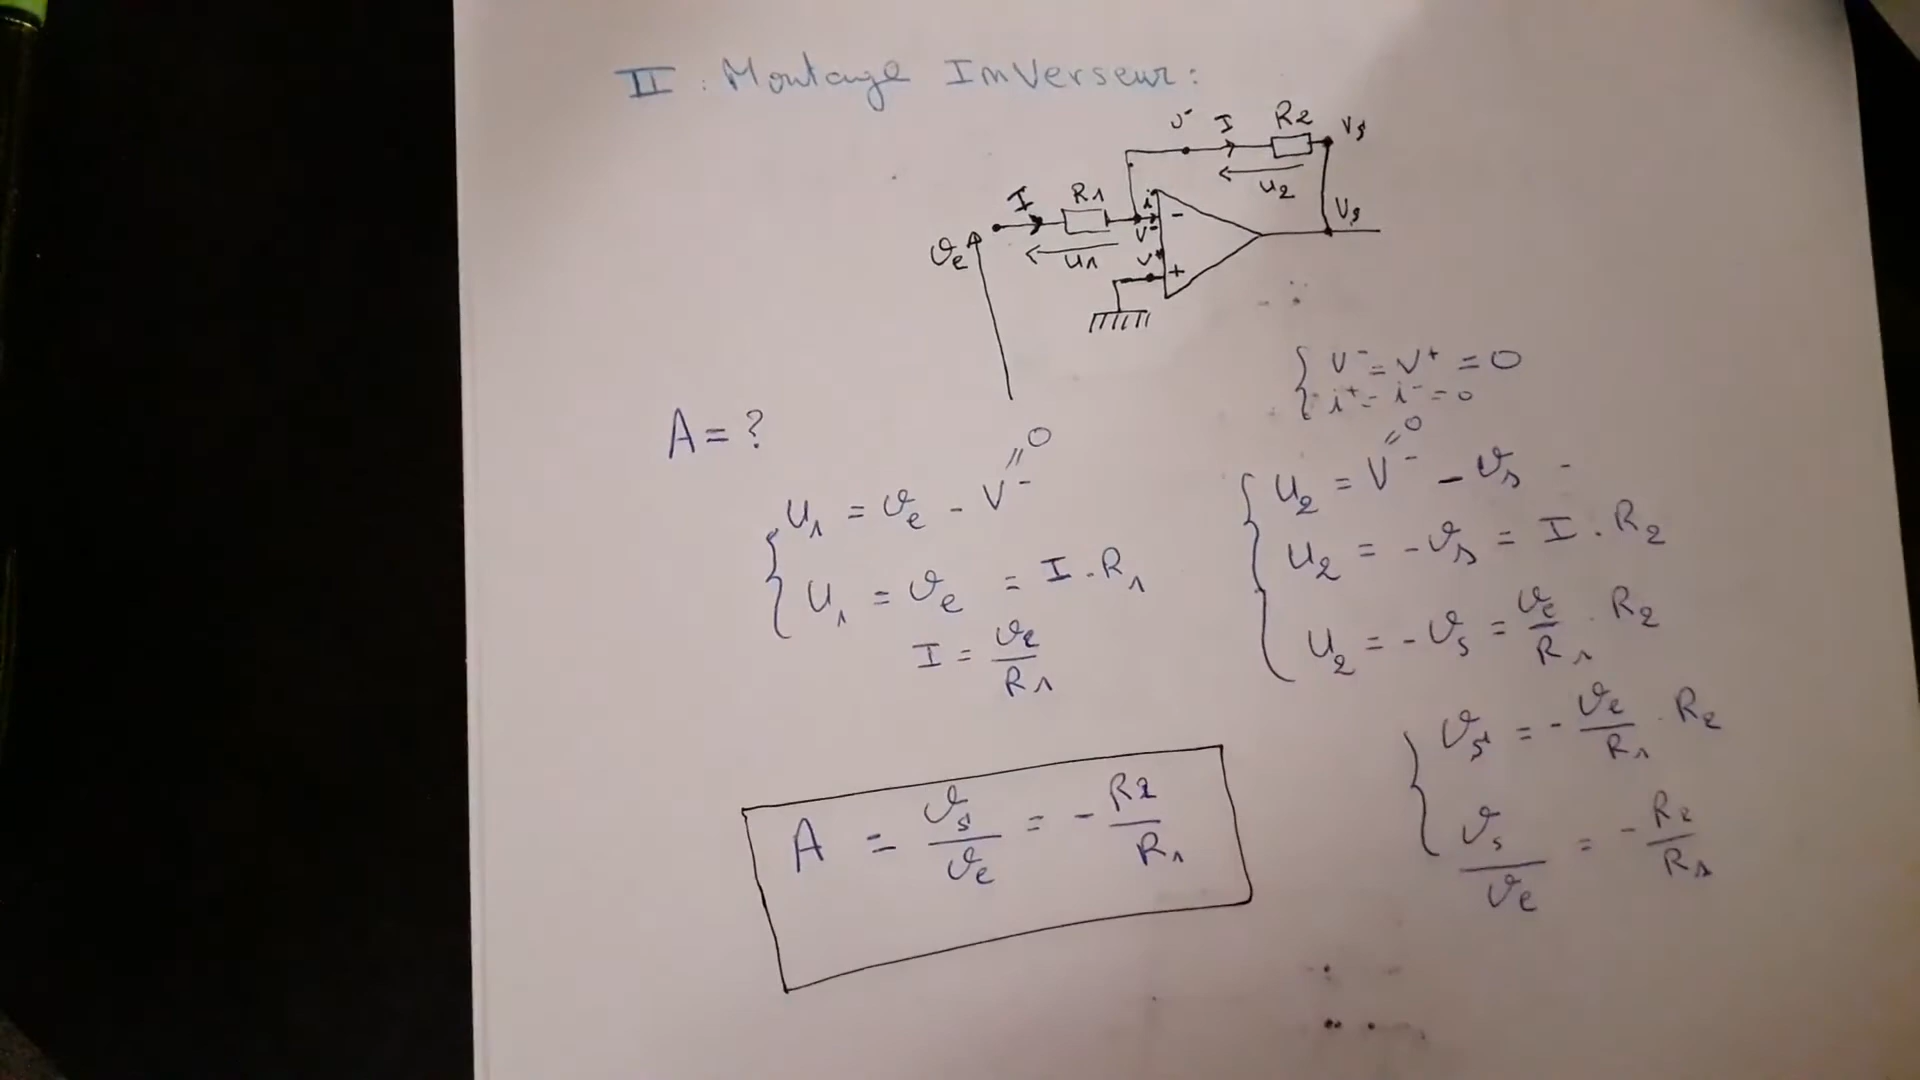 II. Montage Inverseur:
V⁻ I R2 Vs
u2
I R1 i⁻ - Vs
ve u1 V⁻
V⁺ +
{ V⁻ = V⁺ = 0
{ i⁺ = i⁻ = 0
A = ?
u1 = ve - V⁻ = 0
u1 = ve = I . R1
I = ve / R1
u2 = V⁻ = 0 - vs
u2 = -vs = I . R2
u2 = -vs = ve / R1 . R2
vs = - ve / R1 . R2
vs / ve = - R2 / R1
A = vs / ve = - R2 / R1